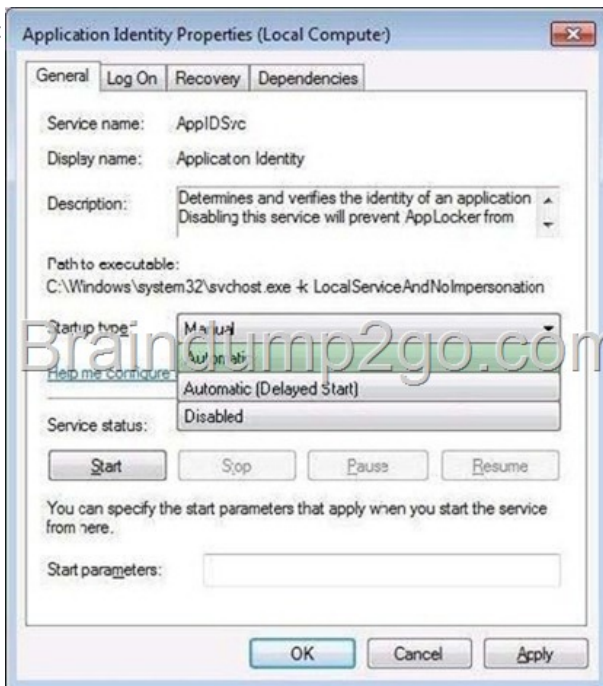 Application Identity Properties (Local Computer)
General Log On Recovery Dependencies
Service name: AppIDSvc
Display name: Application Identity
Description: Determines and verifies the identity of an application
Disabling this service will prevent AppLocker from
Path to executable:
C:\Windows\system32\svchost.exe -k LocalServiceAndNoImpersonation
Startup type: Manual
Automatic
Braindump2go.com
Help me configure
Automatic (Delayed Start)
Disabled
Service status:
Start Stop Pause Resume
You can specify the start parameters that apply when you start the service
from here.
Start parameters:
OK Cancel Apply